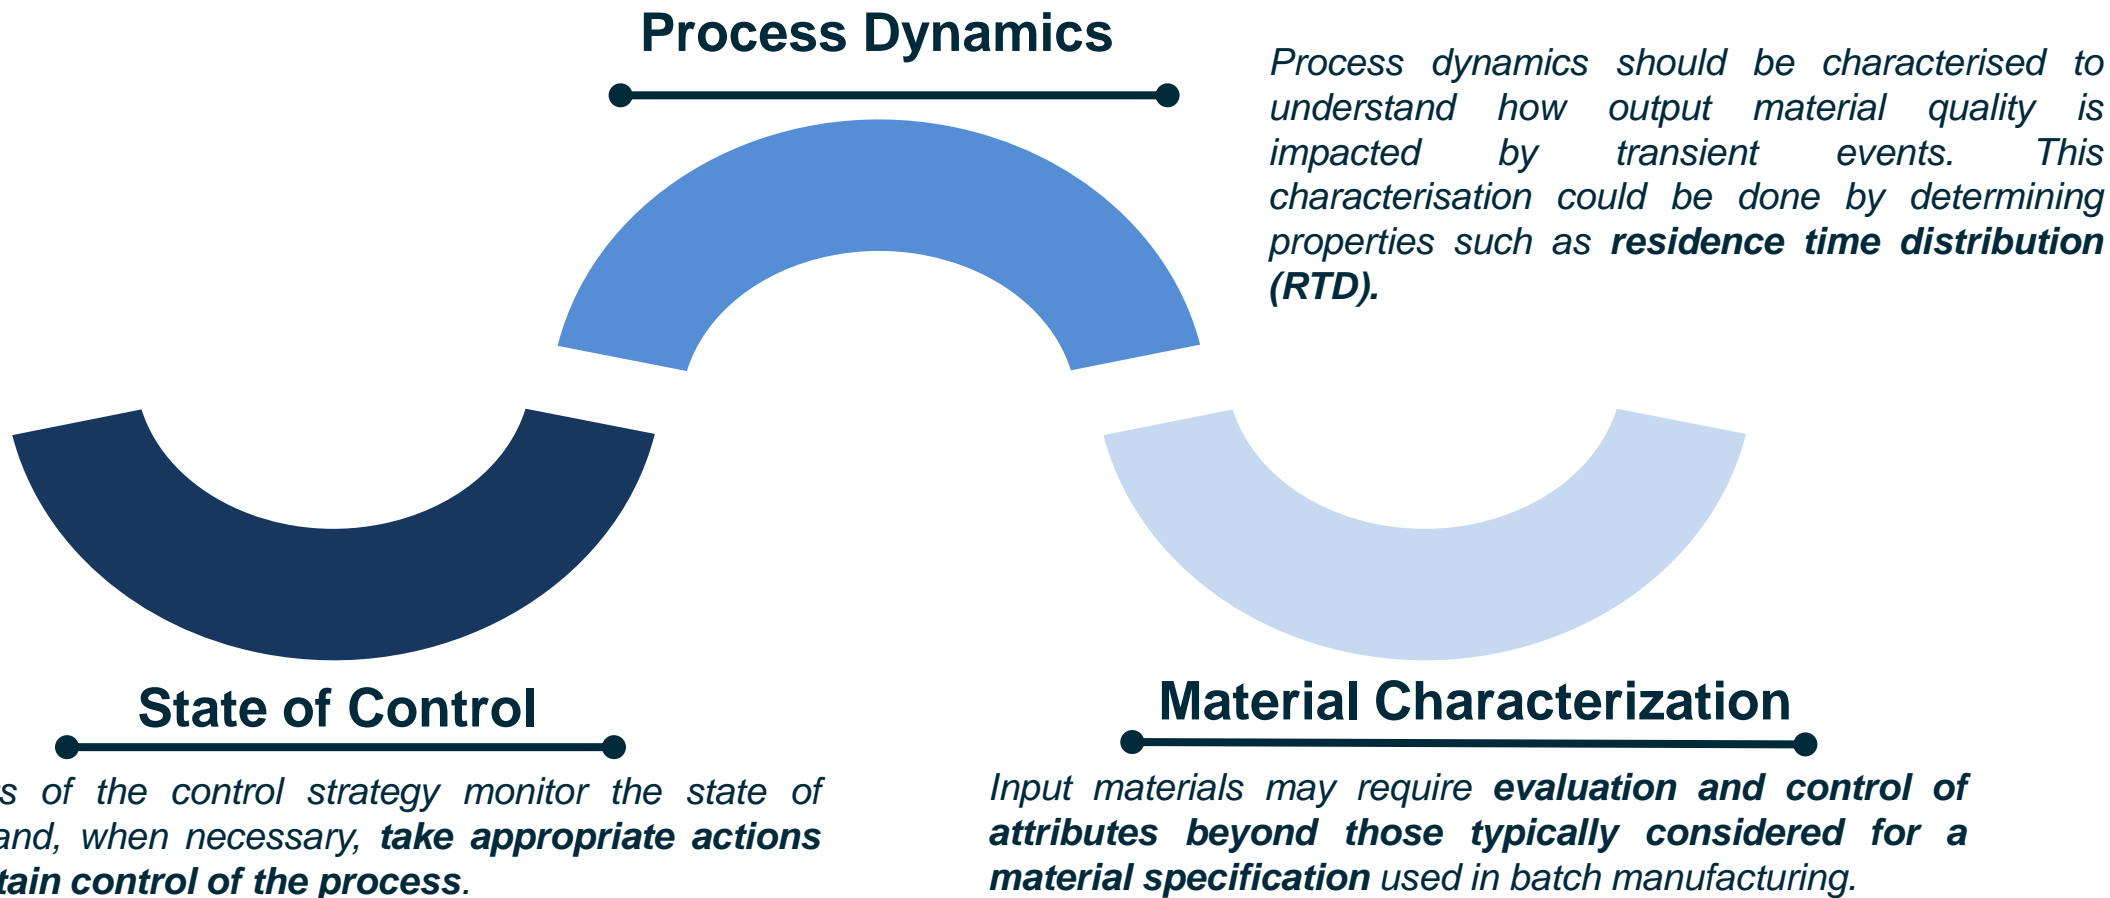 Process Dynamics
Process dynamics should be characterised to
understand how output material quality is
impacted by transient events. This
characterisation could be done by determining
properties such as residence time distribution
(RTD).
State of Control
of the control strategy monitor the state of
and, when necessary, take appropriate actions
control of the process.
Material Characterization
Input materials may require evaluation and control of
attributes beyond those typically considered for a
material specification used in batch manufacturing.